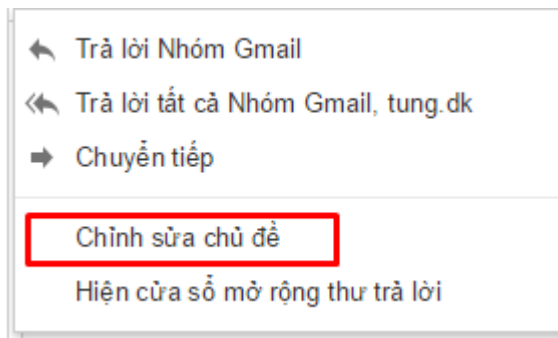 Trả lời Nhóm Gmail
Trả lời tất cả Nhóm Gmail, tung.dk
Chuyển tiếp
Chỉnh sửa chủ đề
Hiện cửa sổ mở rộng thư trả lời